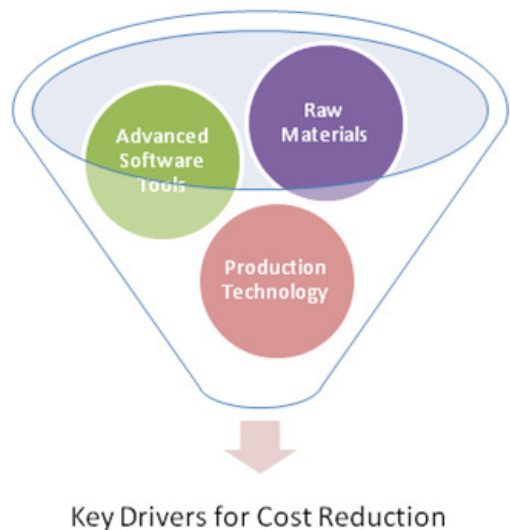 Raw
Materials
Advanced
Software
Tools
Production
Technology
Key Drivers for Cost Reduction